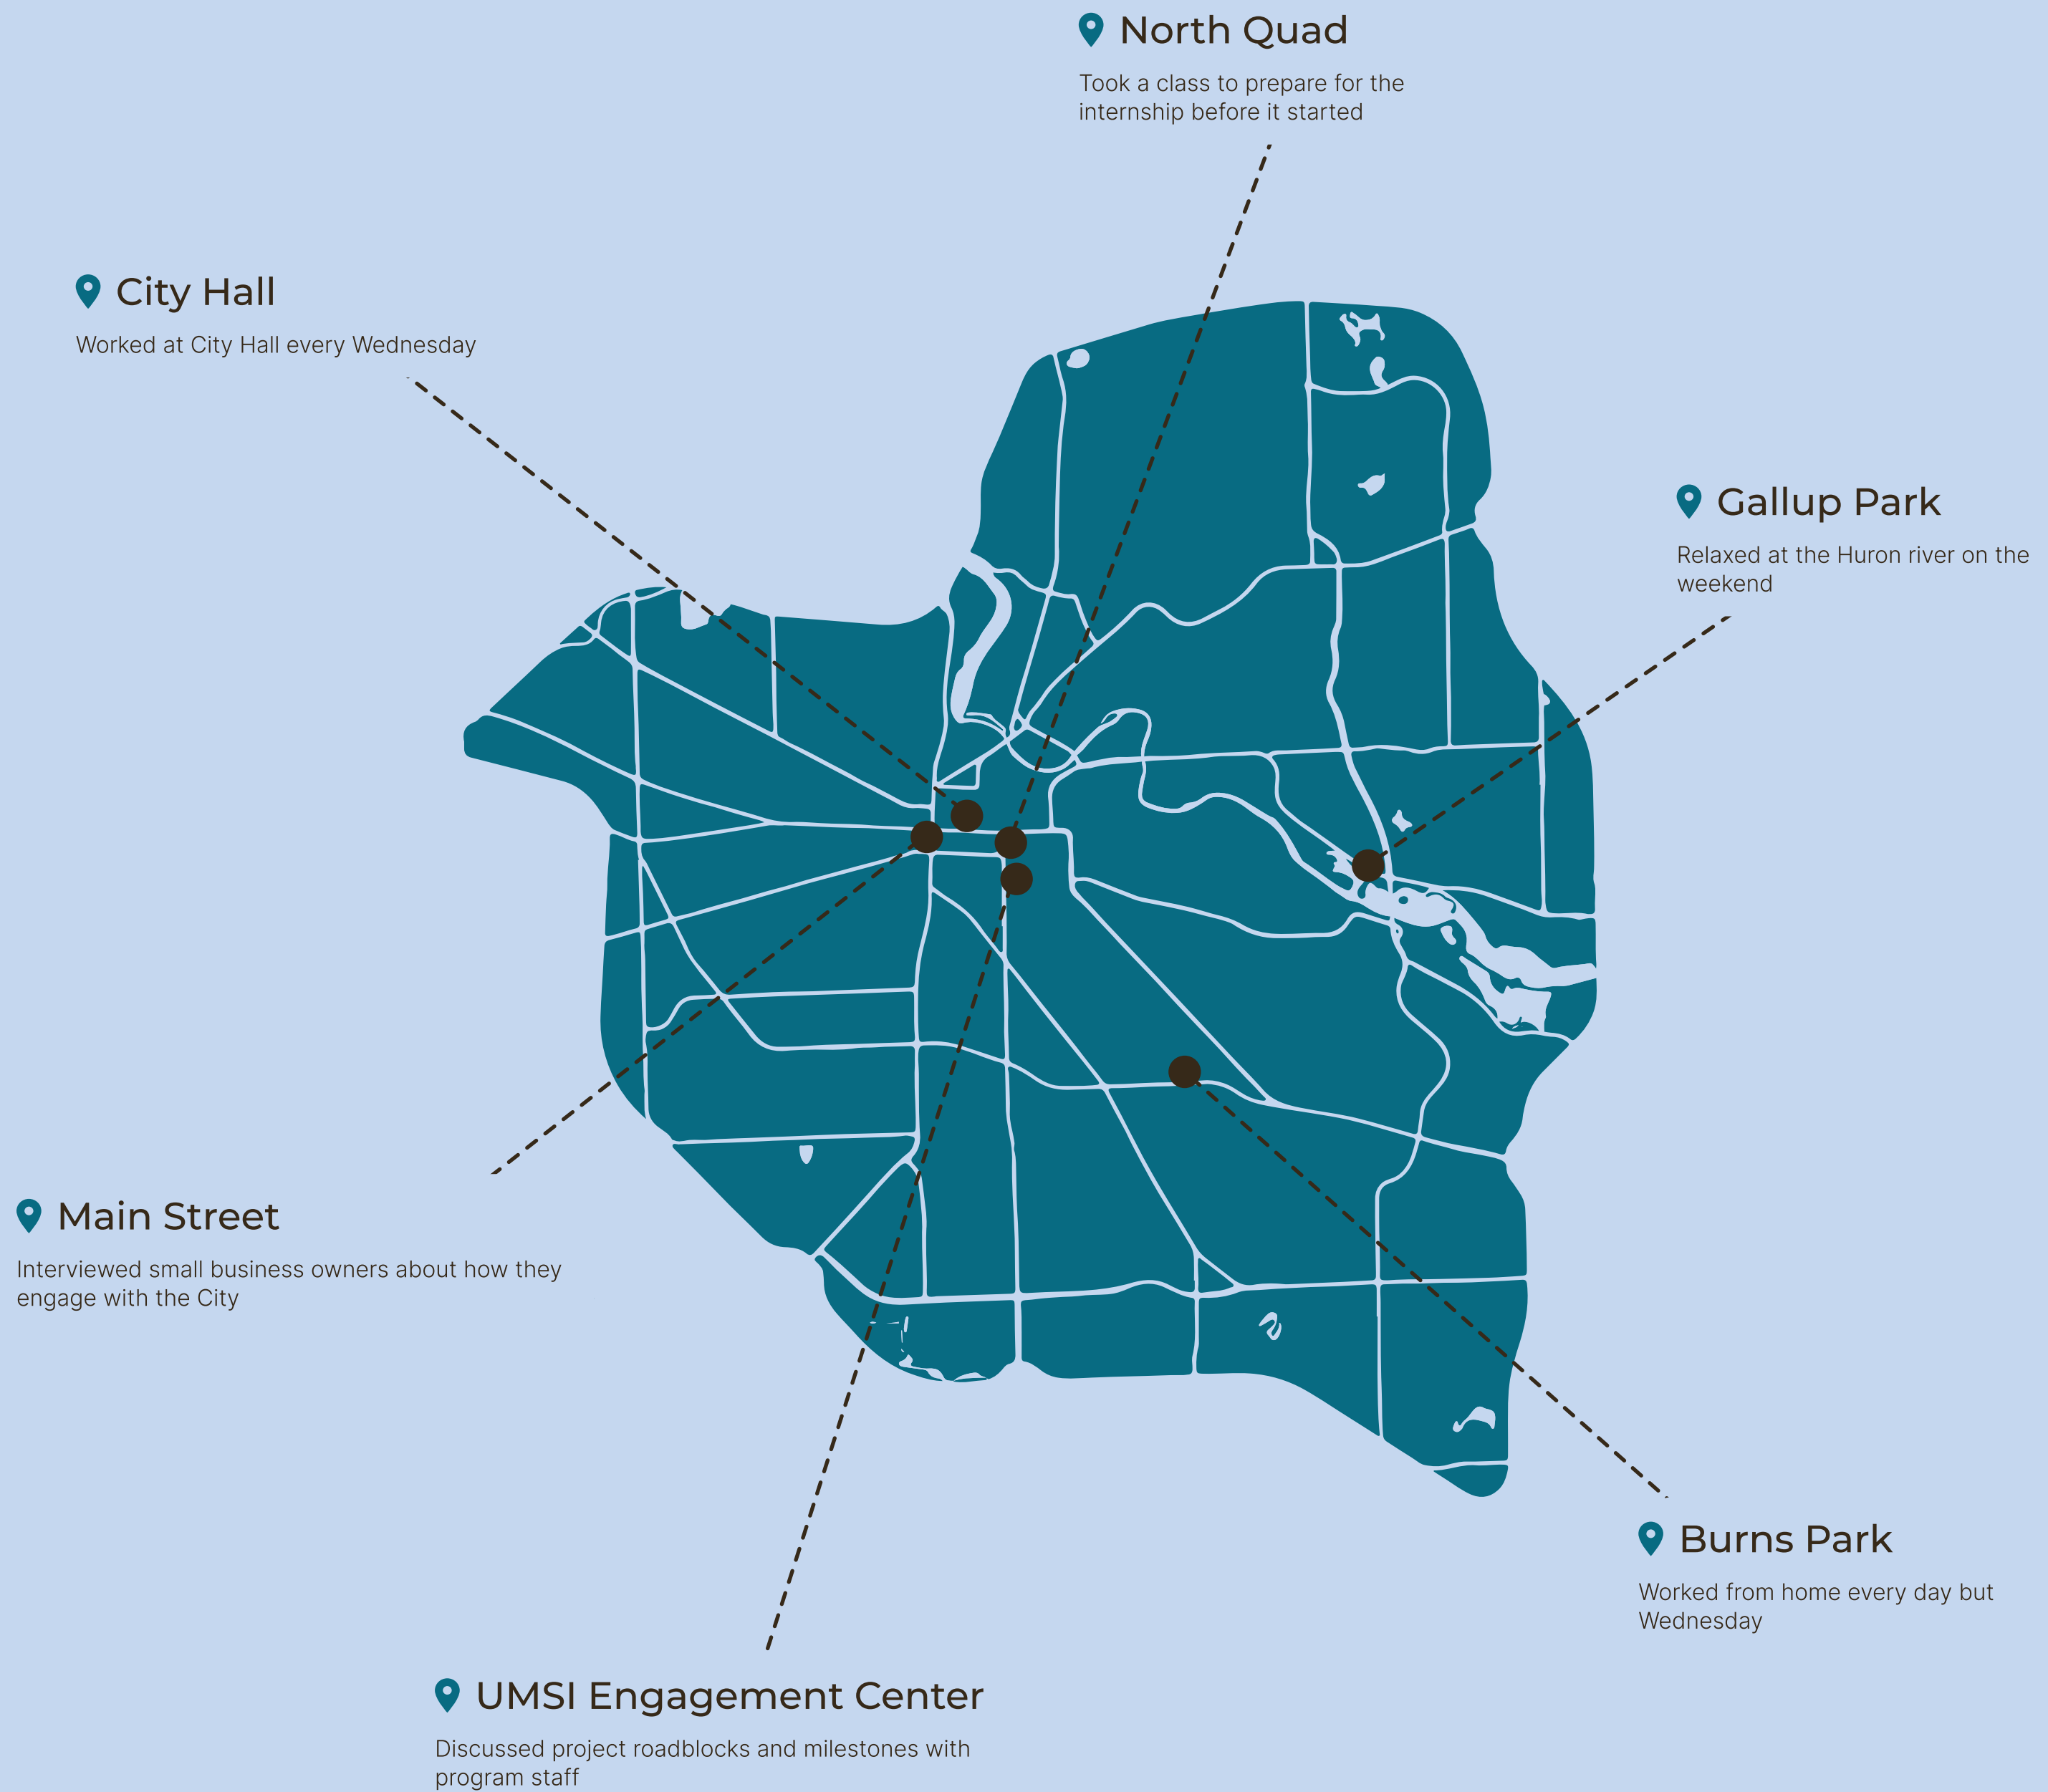 North Quad
Took a class to prepare for the
internship before it started
City Hall
Worked at City Hall every Wednesday
Gallup Park
Relaxed at the Huron river on the
weekend
Main Street
Interviewed small business owners about how they
engage with the City
Burns Park
Worked from home every day but
Wednesday
UMSI Engagement Center
Discussed project roadblocks and milestones with
program staff